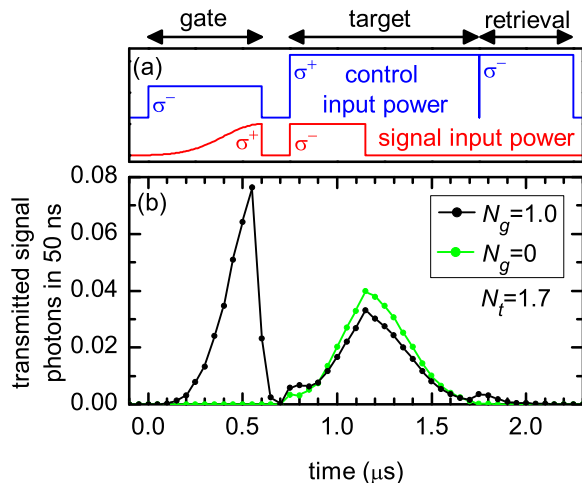 gate target retrieval
(a) σ⁻ σ⁺ control input power σ⁻
σ⁺ σ⁻ signal input power
(b)
N_g=1.0
N_g=0
N_t=1.7
transmitted signal
photons in 50 ns
0.08
0.06
0.04
0.02
0.00
0.0 0.5 1.0 1.5 2.0
time (μs)